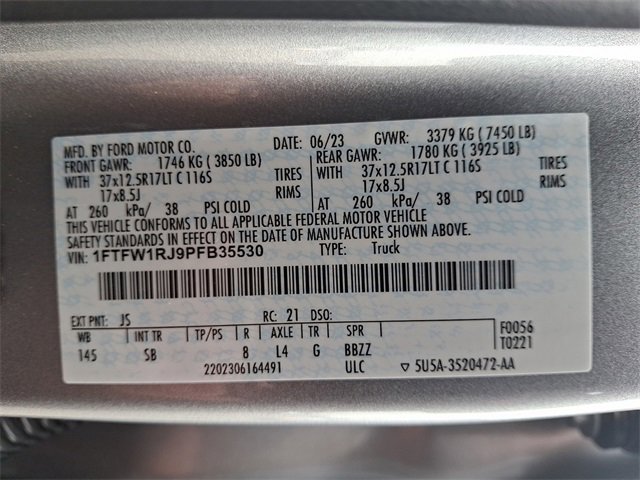 MFD. BY FORD MOTOR CO. DATE: 06/23 GVWR: 3379 KG ( 7450 LB)
FRONT GAWR: 1746 KG ( 3850 LB) REAR GAWR: 1780 KG ( 3925 LB)
WITH 37x12.5R17LT C 116S TIRES WITH 37x12.5R17LT C 116S TIRES
17x8.5J RIMS 17x8.5J RIMS
AT 260 kPa/ 38 PSI COLD AT 260 kPa/ 38 PSI COLD
THIS VEHICLE CONFORMS TO ALL APPLICABLE FEDERAL MOTOR VEHICLE
SAFETY STANDARDS IN EFFECT ON THE DATE OF MANUFACTURE SHOWN ABOVE.
VIN: 1FTFW1RJ9PFB35530 TYPE: Truck
EXT PNT: JS RC: 21 DSO:
WB INT TR TP/PS R AXLE TR SPR F0056
145 SB 8 L4 G BBZZ T0221
2202306164491 ULC ▽ 5U5A-3520472-AA